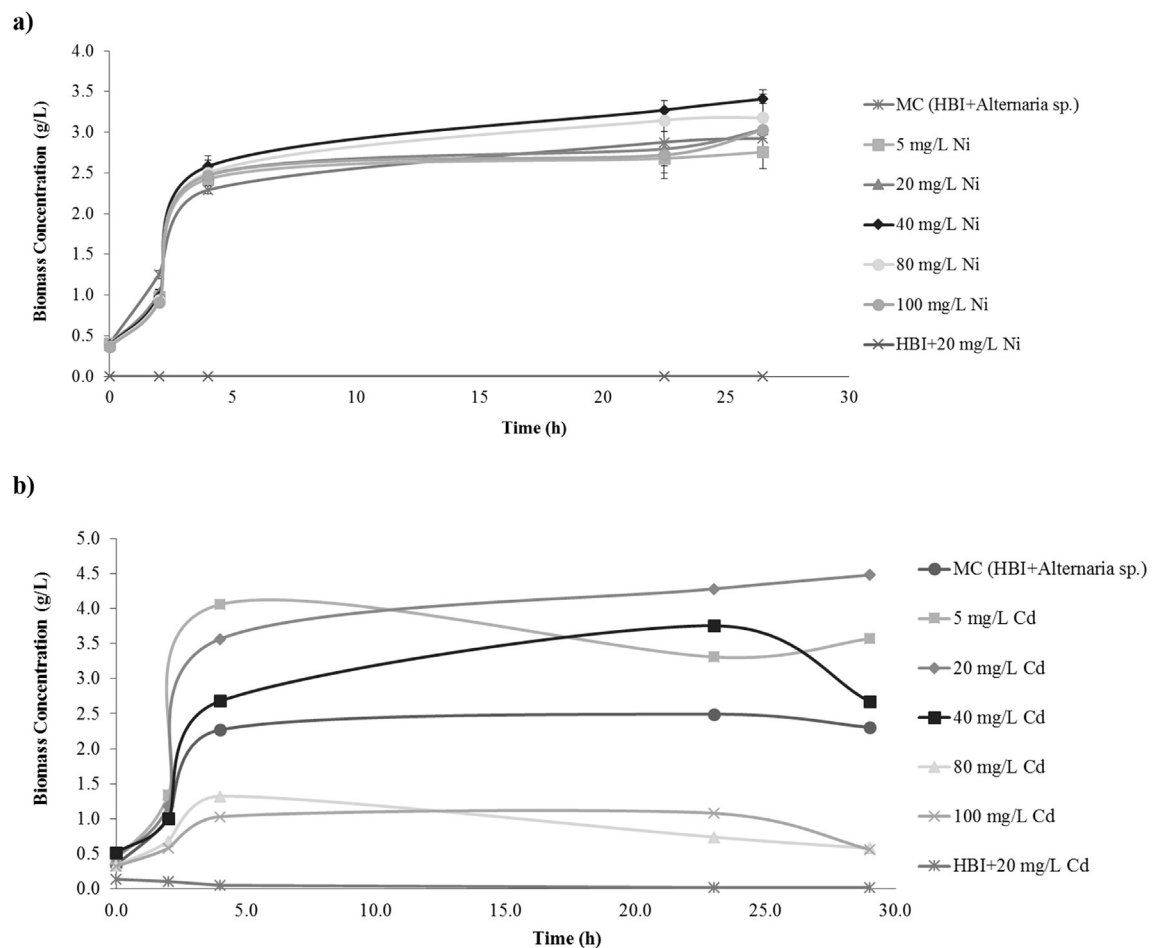 a)
4.0
3.5
3.0
2.5
2.0
1.5
1.0
0.5
0.0
Biomass Concentration (g/L)
0 5 10 15 20 25 30
Time (h)
MC (HBI+Alternaria sp.)
5 mg/L Ni
20 mg/L Ni
40 mg/L Ni
80 mg/L Ni
100 mg/L Ni
HBI+20 mg/L Ni
b)
5.0
4.5
4.0
3.5
3.0
2.5
2.0
1.5
1.0
0.5
0.0
Biomass Concentration (g/L)
0.0 5.0 10.0 15.0 20.0 25.0 30.0
Time (h)
MC (HBI+Alternaria sp.)
5 mg/L Cd
20 mg/L Cd
40 mg/L Cd
80 mg/L Cd
100 mg/L Cd
HBI+20 mg/L Cd